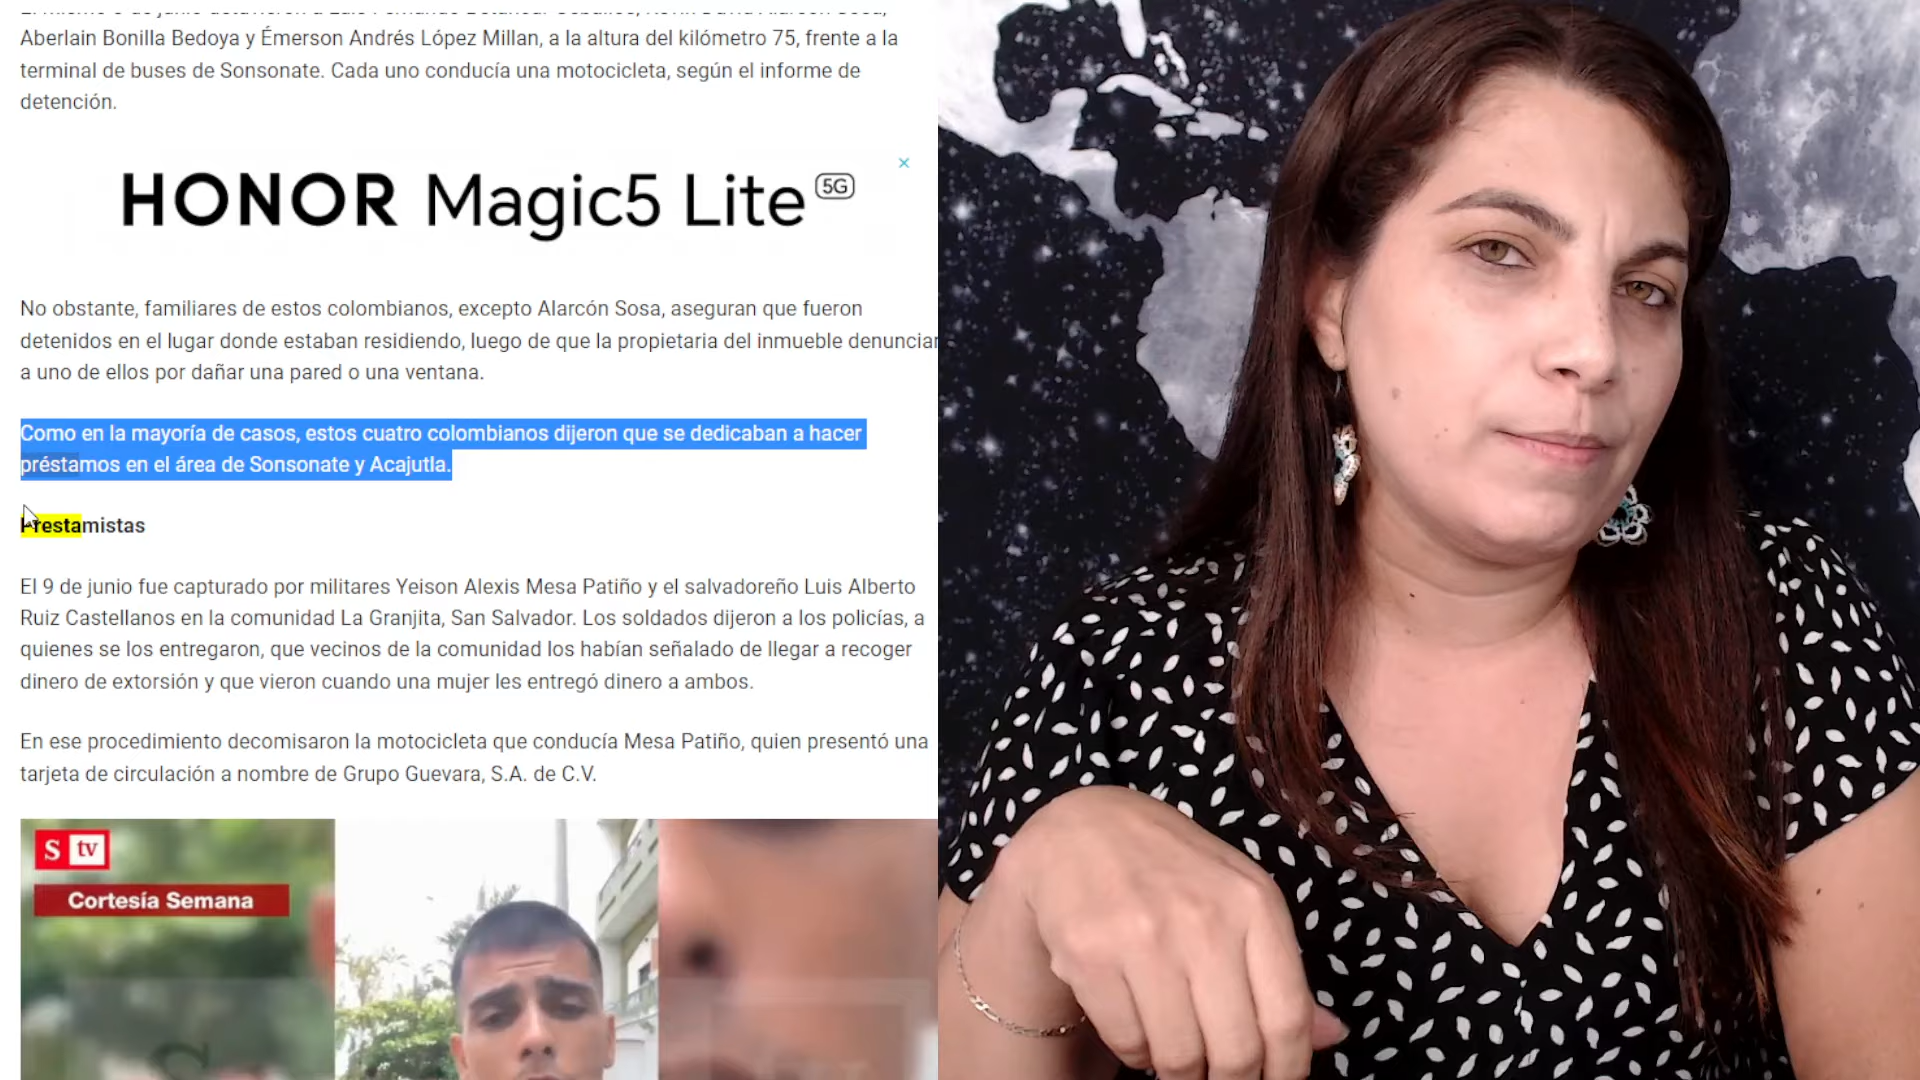 Aberlain Bonilla Bedoya y Émerson Andrés López Millan, a la altura del kilómetro 75, frente a la
terminal de buses de Sonsonate. Cada uno conducía una motocicleta, según el informe de
detención.
HONOR Magic5 Lite 5G
No obstante, familiares de estos colombianos, excepto Alarcón Sosa, aseguran que fueron
detenidos en el lugar donde estaban residiendo, luego de que la propietaria del inmueble denunciar
a uno de ellos por dañar una pared o una ventana.
Como en la mayoría de casos, estos cuatro colombianos dijeron que se dedicaban a hacer
préstamos en el área de Sonsonate y Acajutla.
Prestamistas
El 9 de junio fue capturado por militares Yeison Alexis Mesa Patiño y el salvadoreño Luis Alberto
Ruiz Castellanos en la comunidad La Granjita, San Salvador. Los soldados dijeron a los policías, a
quienes se los entregaron, que vecinos de la comunidad los habían señalado de llegar a recoger
dinero de extorsión y que vieron cuando una mujer les entregó dinero a ambos.
En ese procedimiento decomisaron la motocicleta que conducía Mesa Patiño, quien presentó una
tarjeta de circulación a nombre de Grupo Guevara, S.A. de C.V.
S tv
Cortesía Semana